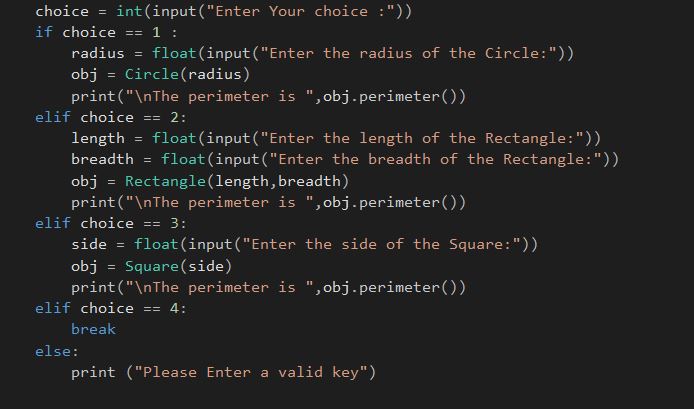 choice = int(input("Enter Your choice :"))
if choice == 1 :
    radius = float(input("Enter the radius of the Circle:"))
    obj = Circle(radius)
    print("\nThe perimeter is ",obj.perimeter())
elif choice == 2:
    length = float(input("Enter the length of the Rectangle:"))
    breadth = float(input("Enter the breadth of the Rectangle:"))
    obj = Rectangle(length,breadth)
    print("\nThe perimeter is ",obj.perimeter())
elif choice == 3:
    side = float(input("Enter the side of the Square:"))
    obj = Square(side)
    print("\nThe perimeter is ",obj.perimeter())
elif choice == 4:
    break
else:
    print ("Please Enter a valid key")